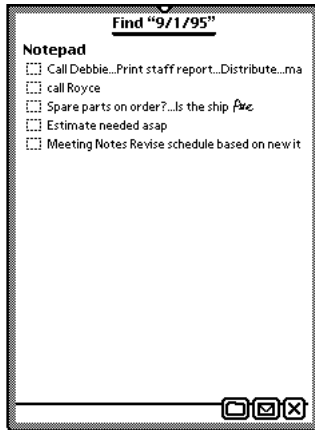 Find “9/1/95”
Notepad
Call Debbie...Print staff report...Distribute...ma
call Royce
Spare parts on order?...Is the ship
Estimate needed asap
Meeting Notes Revise schedule based on new it